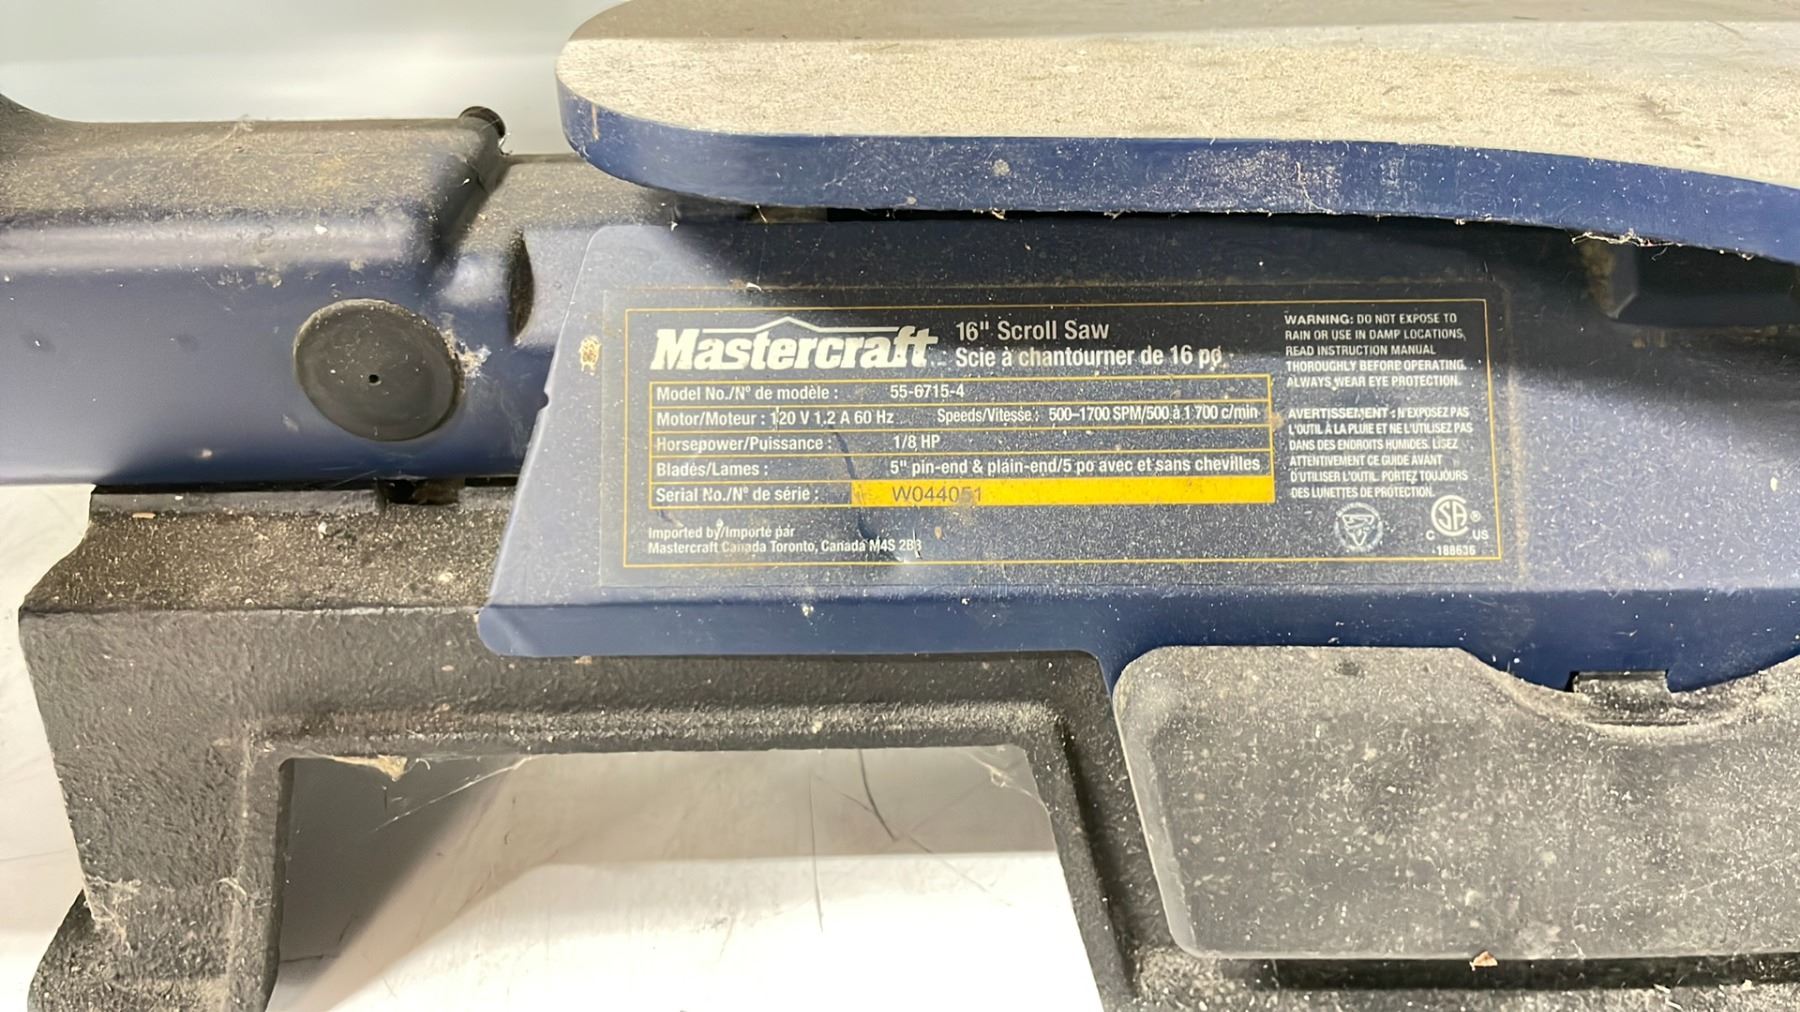 Mastercraft
16" Scroll Saw
Scie à chantourner de 16 po
Model No./N° de modèle : 55-6715-4
Motor/Moteur : 120 V 1.2 A 60 Hz Speeds/Vitesse : 500–1700 SPM/500 à 1 700 c/min
Horsepower/Puissance : 1/8 HP
Blades/Lames : 5" pin-end & plain-end/5 po avec et sans chevilles
Serial No./N° de série : W044051
Imported by/Importé par
Mastercraft Canada Toronto, Canada M4S 2B8
WARNING: DO NOT EXPOSE TO
RAIN OR USE IN DAMP LOCATIONS,
READ INSTRUCTION MANUAL
THOROUGHLY BEFORE OPERATING.
ALWAYS WEAR EYE PROTECTION.
AVERTISSEMENT : N'EXPOSEZ PAS
L'OUTIL À LA PLUIE ET NE L'UTILISEZ PAS
DANS DES ENDROITS HUMIDES. LISEZ
ATTENTIVEMENT CE GUIDE AVANT
D'UTILISER L'OUTIL. PORTEZ TOUJOURS
DES LUNETTES DE PROTECTION.
CSA ®
C US
188636